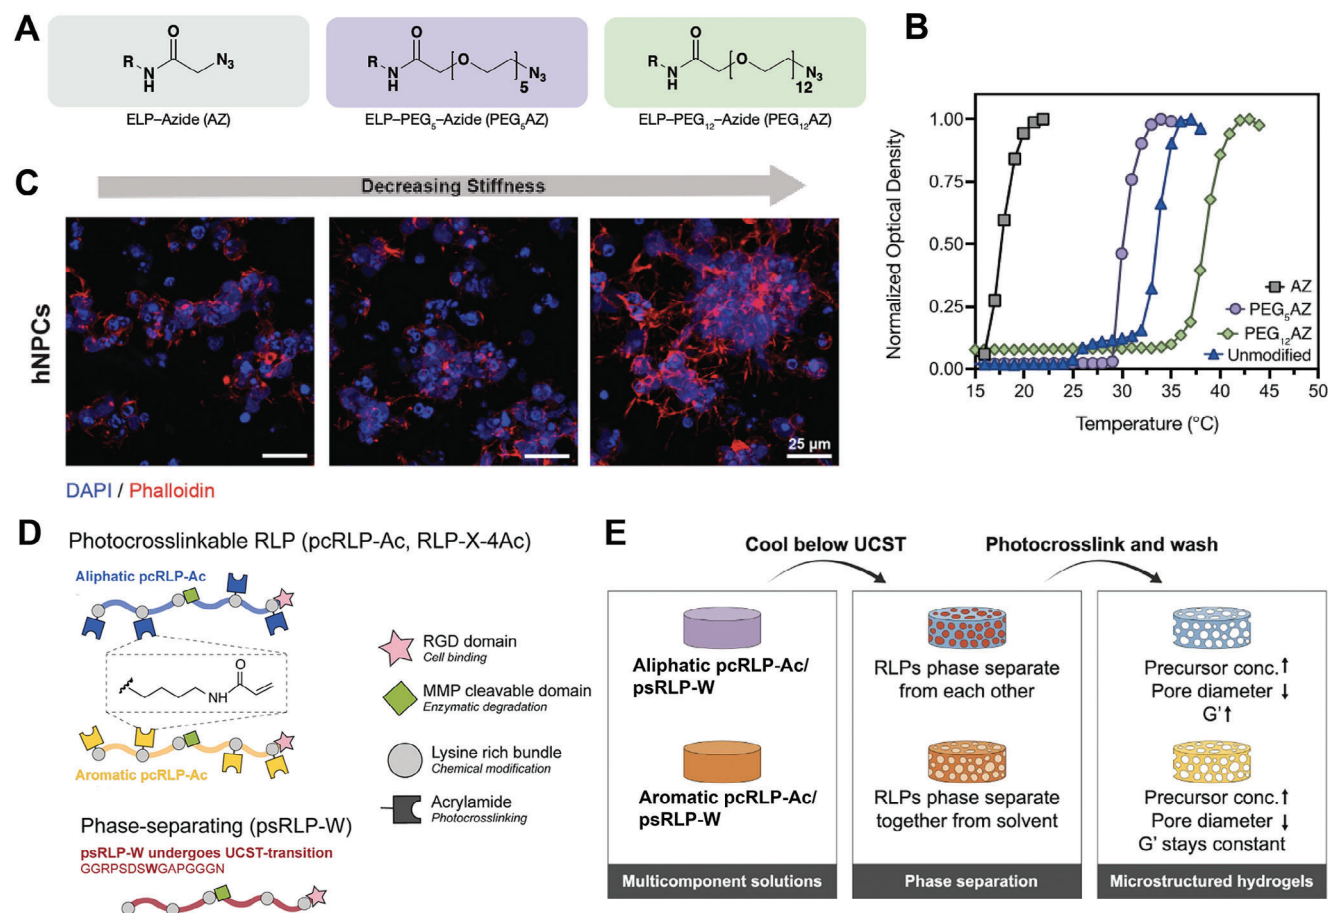 A
R
N
H
O
N₃
ELP–Azide (AZ)
R
N
H
O
O
5
N₃
ELP–PEG₅–Azide (PEG₅AZ)
R
N
H
O
O
12
N₃
ELP–PEG₁₂–Azide (PEG₁₂AZ)
B
Normalized Optical Density
1.00
0.75
0.50
0.25
0.00
15
20
25
30
35
40
45
50
Temperature (°C)
AZ
PEG₅AZ
PEG₁₂AZ
Unmodified
C
Decreasing Stiffness
hNPCs
25 µm
DAPI / Phalloidin
D
Photocrosslinkable RLP (pcRLP-Ac, RLP-X-4Ac)
Aliphatic pcRLP-Ac
NH
O
Aromatic pcRLP-Ac
RGD domain
Cell binding
MMP cleavable domain
Enzymatic degradation
Lysine rich bundle
Chemical modification
Acrylamide
Photocrosslinking
Phase-separating (psRLP-W)
psRLP-W undergoes UCST-transition
GGRPSDSWGAPGGGN
E
Cool below UCST
Photocrosslink and wash
Aliphatic pcRLP-Ac/
psRLP-W
Aromatic pcRLP-Ac/
psRLP-W
Multicomponent solutions
RLPs phase separate
from each other
RLPs phase separate
together from solvent
Phase separation
Precursor conc.↑
Pore diameter ↓
G'↑
Precursor conc.↑
Pore diameter ↓
G' stays constant
Microstructured hydrogels